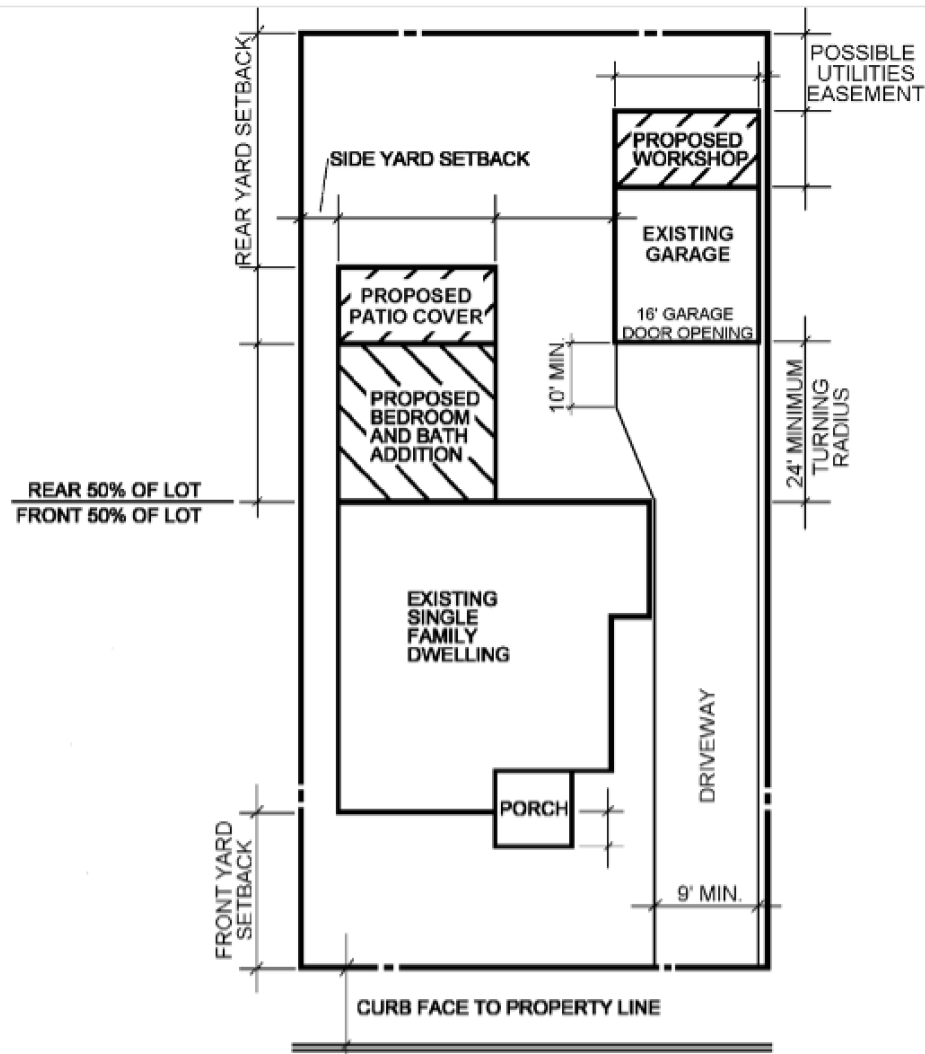 POSSIBLE
UTILITIES
EASEMENT
REAR YARD SETBACK
SIDE YARD SETBACK
PROPOSED
WORKSHOP
EXISTING
GARAGE
16' GARAGE
DOOR OPENING
PROPOSED
PATIO COVER
10' MIN.
24' MINIMUM
TURNING
RADIUS
PROPOSED
BEDROOM
AND BATH
ADDITION
REAR 50% OF LOT
FRONT 50% OF LOT
EXISTING
SINGLE
FAMILY
DWELLING
DRIVEWAY
PORCH
FRONT YARD
SETBACK
9' MIN.
CURB FACE TO PROPERTY LINE